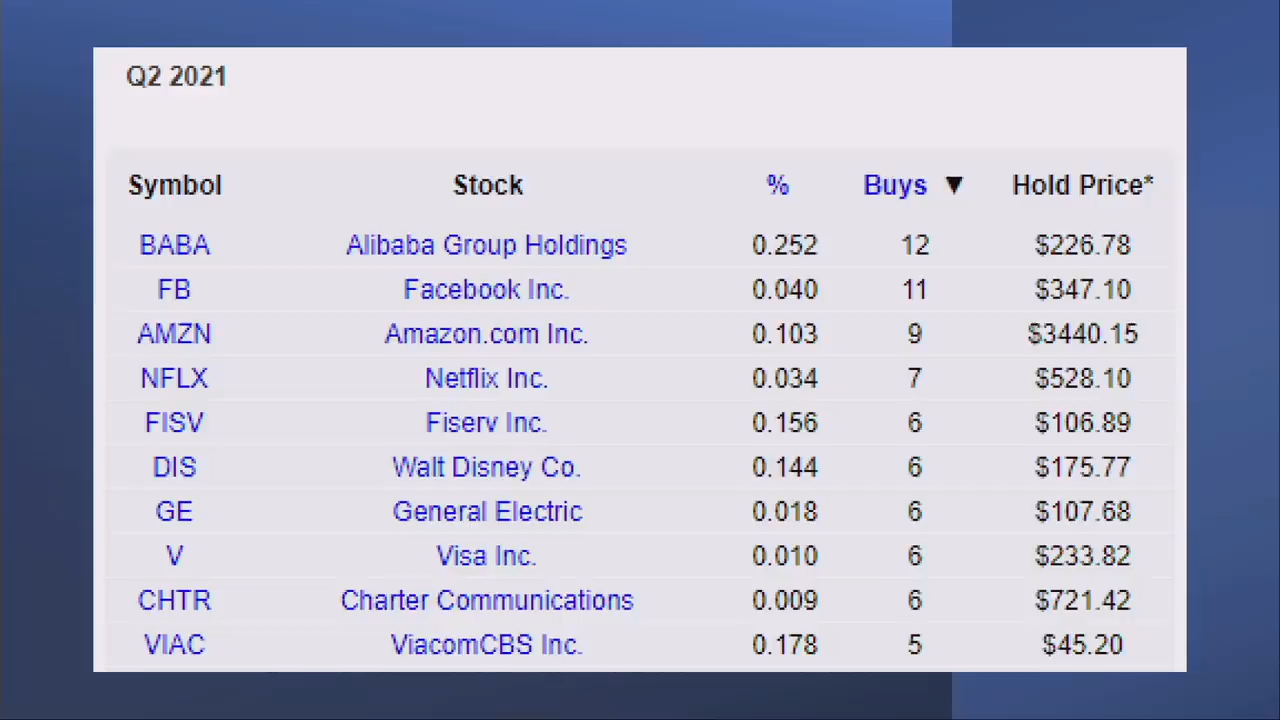 Q2 2021
Symbol Stock % Buys ▼ Hold Price*
BABA Alibaba Group Holdings 0.252 12 $226.78
FB Facebook Inc. 0.040 11 $347.10
AMZN Amazon.com Inc. 0.103 9 $3440.15
NFLX Netflix Inc. 0.034 7 $528.10
FISV Fiserv Inc. 0.156 6 $106.89
DIS Walt Disney Co. 0.144 6 $175.77
GE General Electric 0.018 6 $107.68
V Visa Inc. 0.010 6 $233.82
CHTR Charter Communications 0.009 6 $721.42
VIAC ViacomCBS Inc. 0.178 5 $45.20